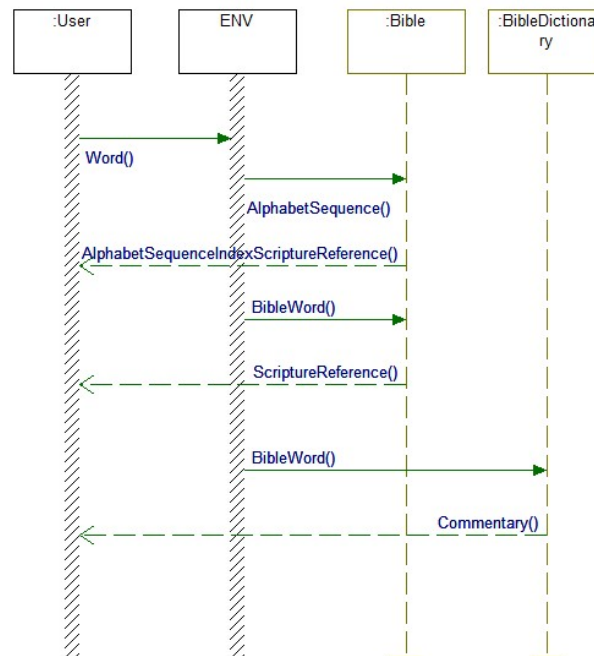 :User
ENV
:Bible
:BibleDictiona
ry
Word()
AlphabetSequence()
AlphabetSequenceIndexScriptureReference()
BibleWord()
ScriptureReference()
BibleWord()
Commentary()